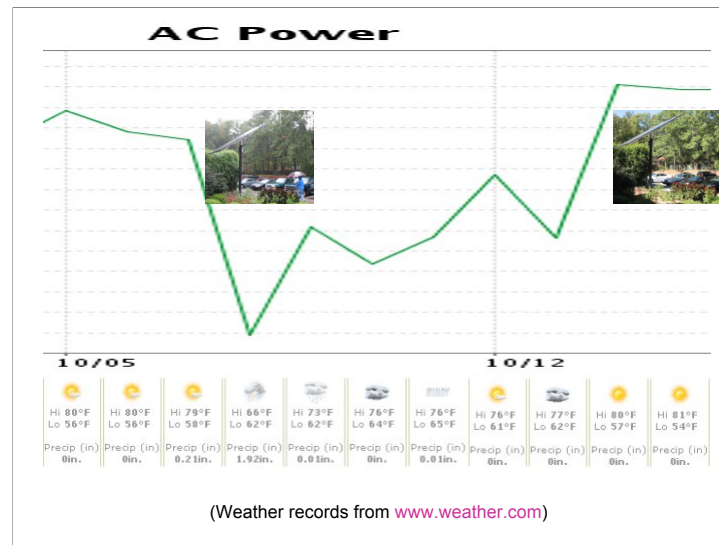 AC Power
10/05 10/12
Hi 80°F Hi 80°F Hi 79°F Hi 66°F Hi 73°F Hi 76°F Hi 76°F Hi 76°F Hi 77°F Hi 80°F Hi 81°F
Lo 56°F Lo 56°F Lo 58°F Lo 62°F Lo 62°F Lo 64°F Lo 65°F Lo 61°F Lo 62°F Lo 57°F Lo 54°F
Precip (in) Precip (in) Precip (in) Precip (in) Precip (in) Precip (in) Precip (in) Precip (in) Precip (in) Precip (in) Precip (in)
0in. 0in. 0.21in. 1.92in. 0.01in. 0in. 0.01in. 0in. 0in. 0in. 0in.
(Weather records from www.weather.com)